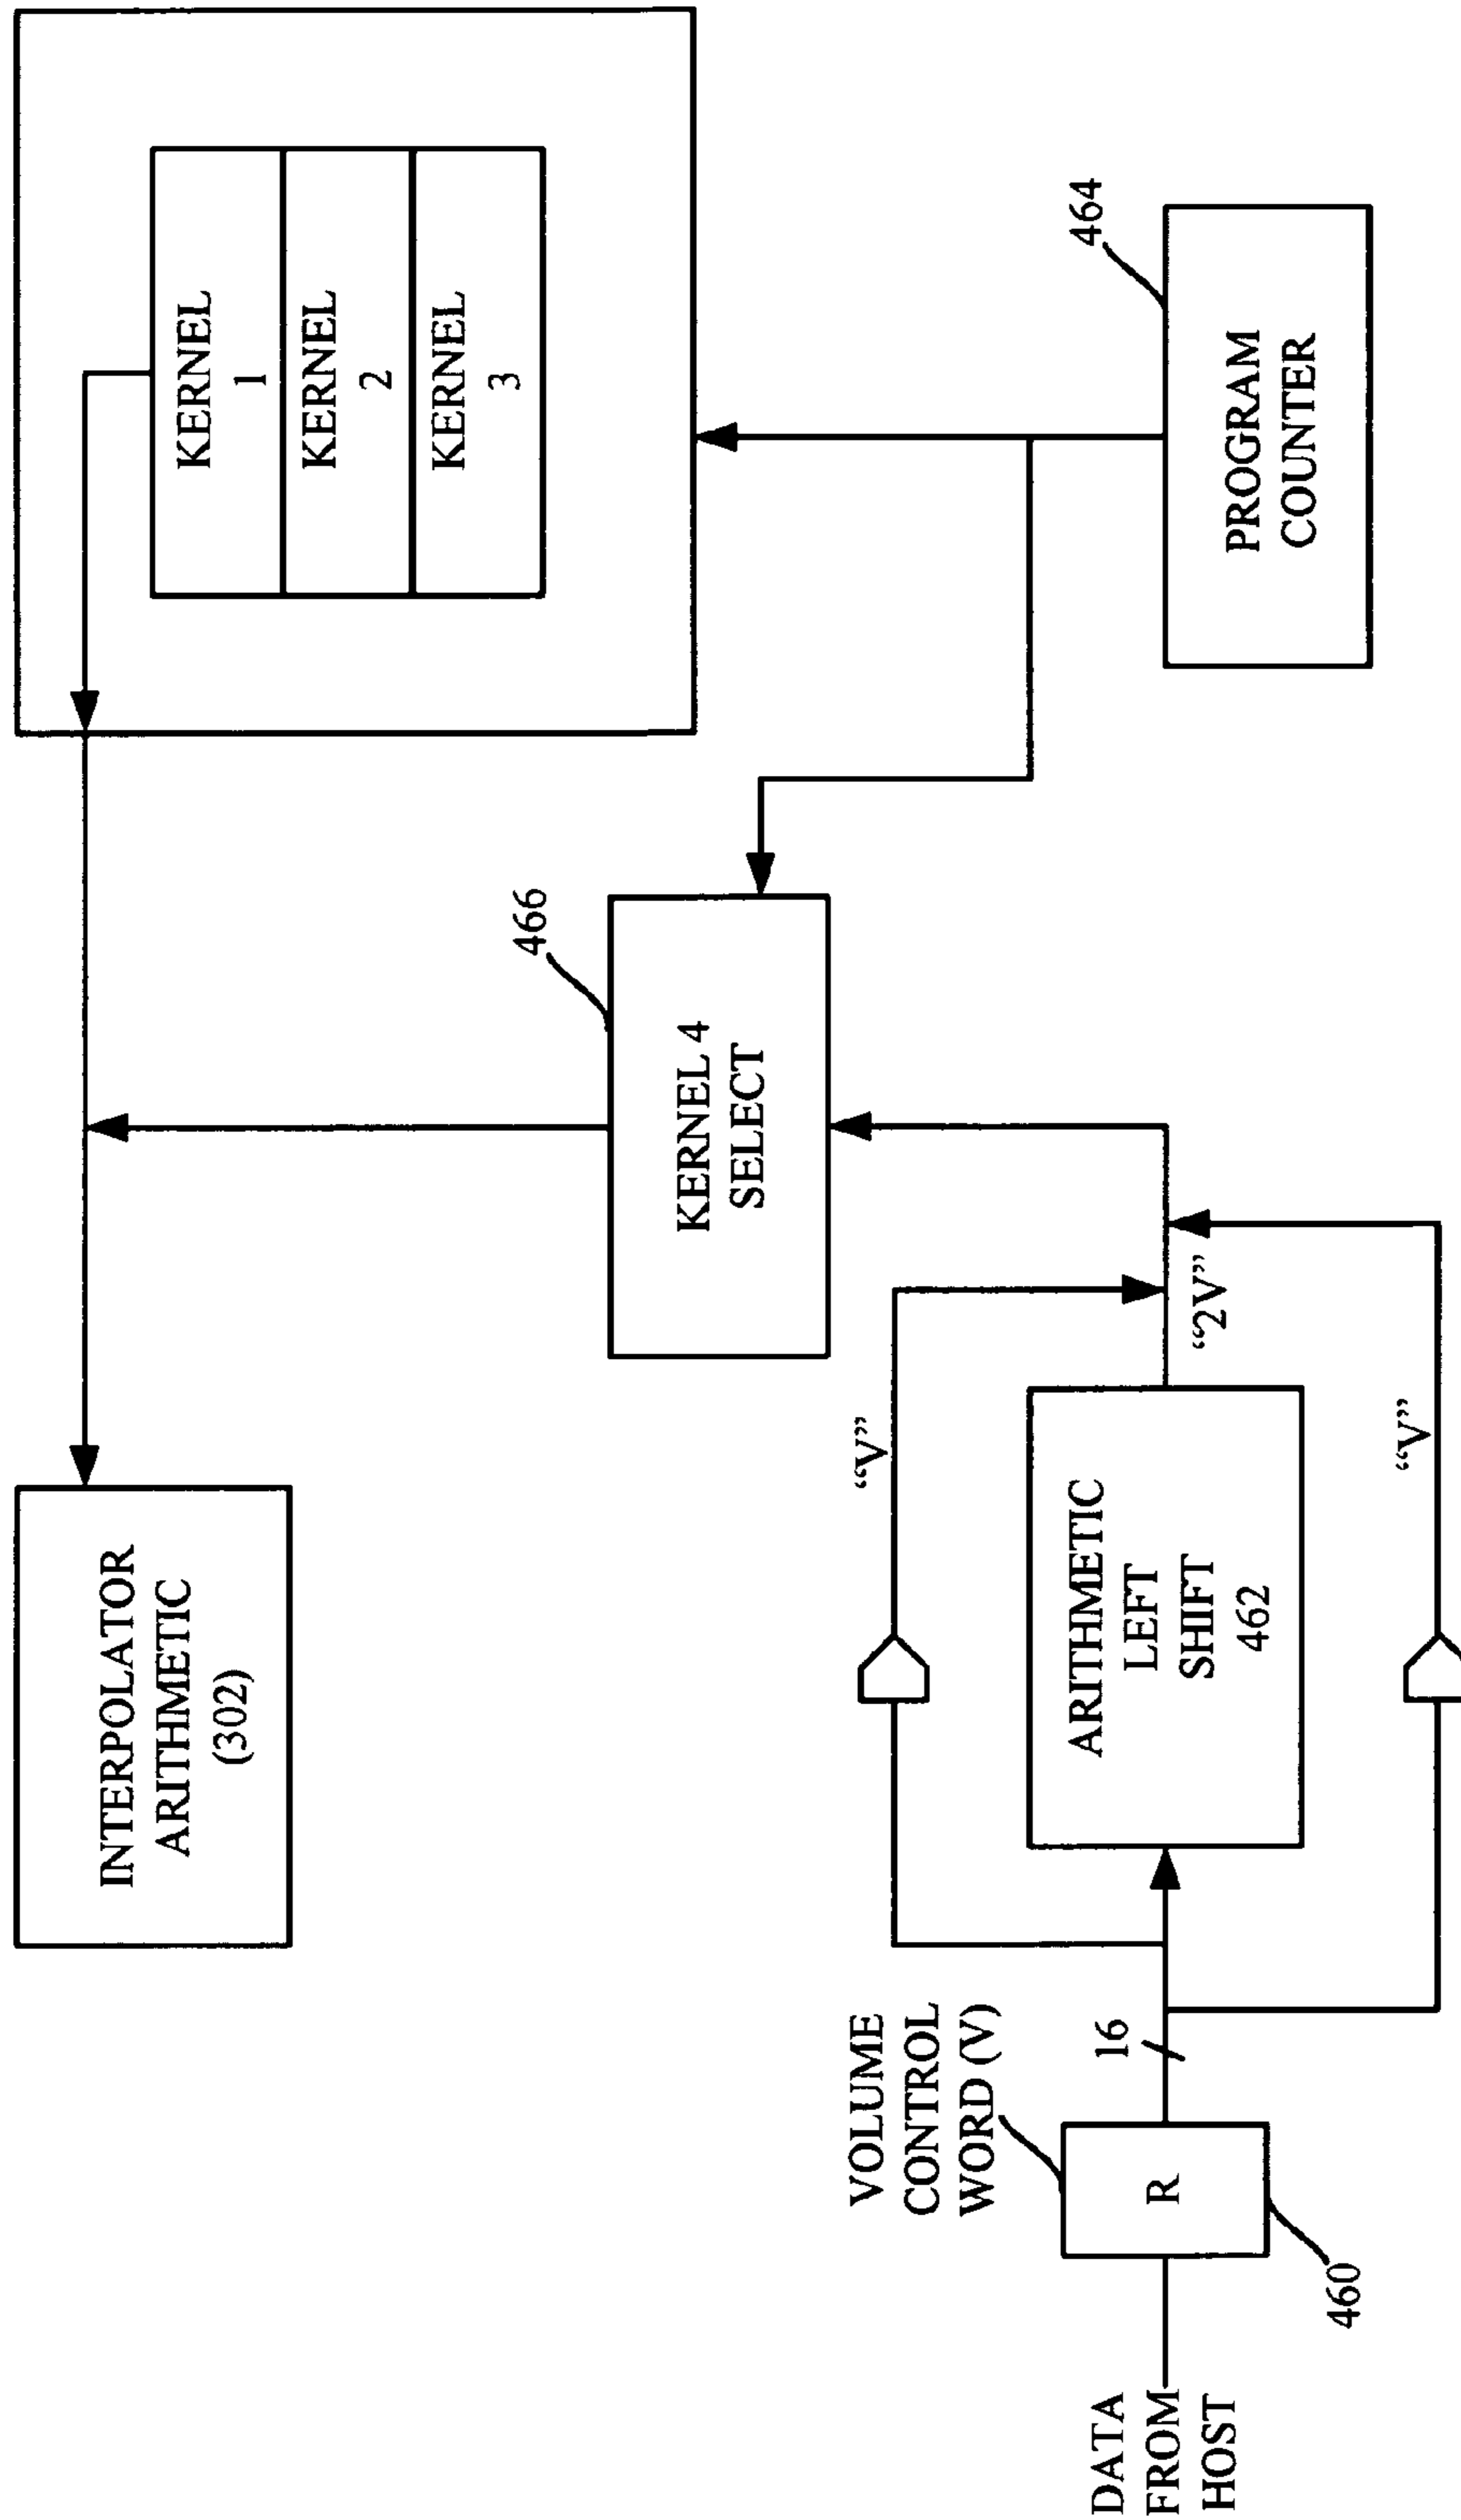 INTERPOLATOR
ARITHMETIC
(302)
KERNEL
1
KERNEL
2
KERNEL
3
466
KERNEL 4
SELECT
VOLUME
CONTROL
WORD (V)
"V"
DATA
FROM
HOST
R
460
16
ARITHMETIC
LEFT
SHIFT
462
"2V"
"V"
464
PROGRAM
COUNTER